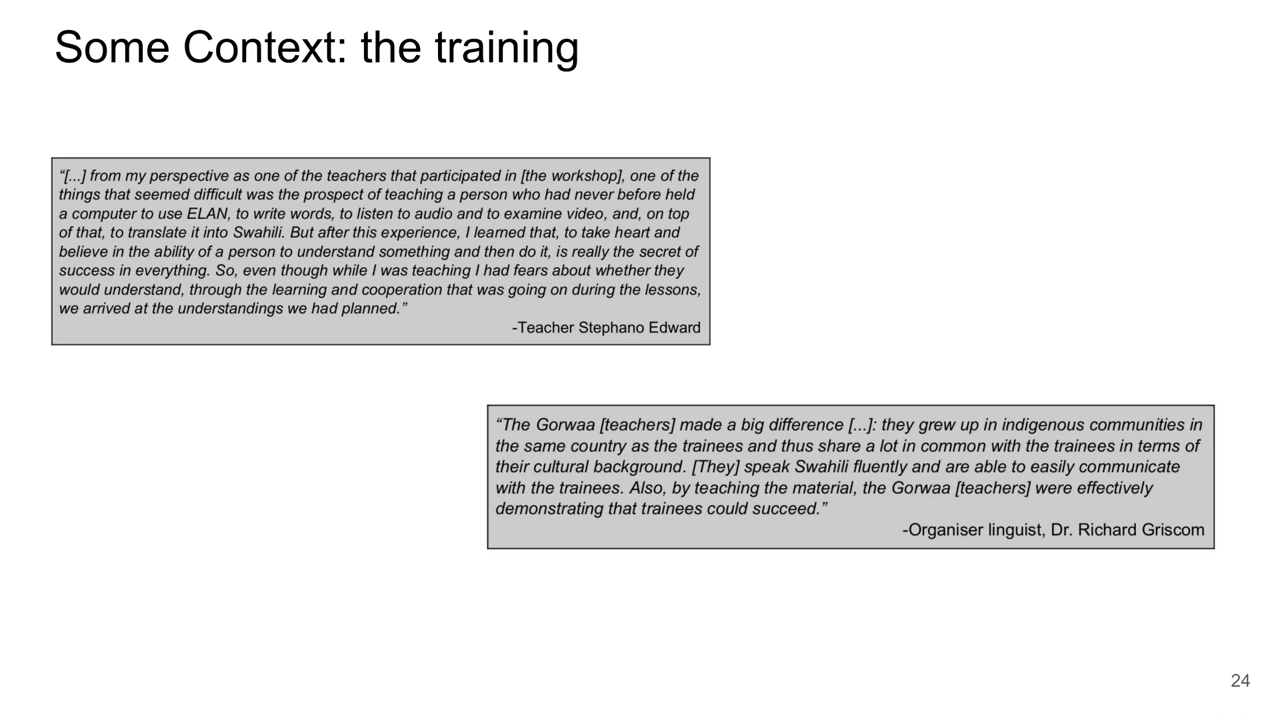 Some Context: the training
“[...] from my perspective as one of the teachers that participated in [the workshop], one of the
things that seemed difficult was the prospect of teaching a person who had never before held
a computer to use ELAN, to write words, to listen to audio and to examine video, and, on top
of that, to translate it into Swahili. But after this experience, I learned that, to take heart and
believe in the ability of a person to understand something and then do it, is really the secret of
success in everything. So, even though while I was teaching I had fears about whether they
would understand, through the learning and cooperation that was going on during the lessons,
we arrived at the understandings we had planned.”
-Teacher Stephano Edward
“The Gorwaa [teachers] made a big difference [...]: they grew up in indigenous communities in
the same country as the trainees and thus share a lot in common with the trainees in terms of
their cultural background. [They] speak Swahili fluently and are able to easily communicate
with the trainees. Also, by teaching the material, the Gorwaa [teachers] were effectively
demonstrating that trainees could succeed.”
-Organiser linguist, Dr. Richard Griscom
24